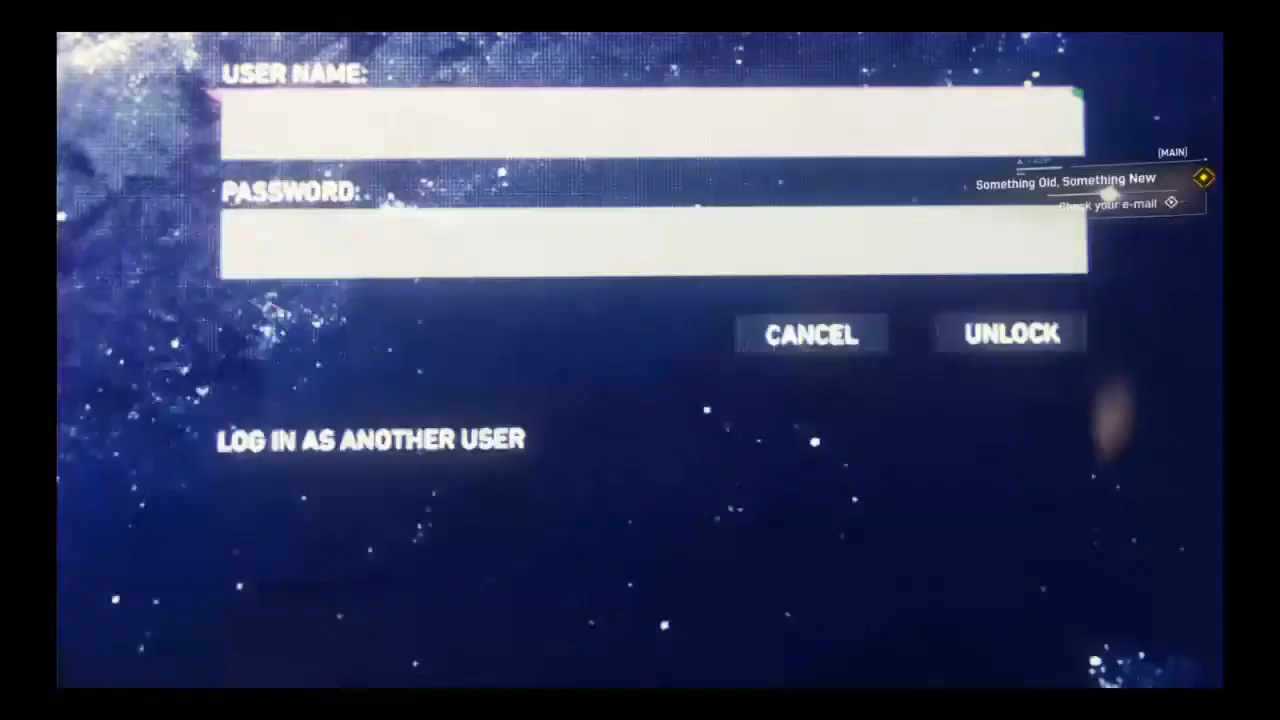 USER NAME:
PASSWORD:
[MAIN]
Something Old, Something New
Check your e-mail
CANCEL
UNLOCK
LOG IN AS ANOTHER USER